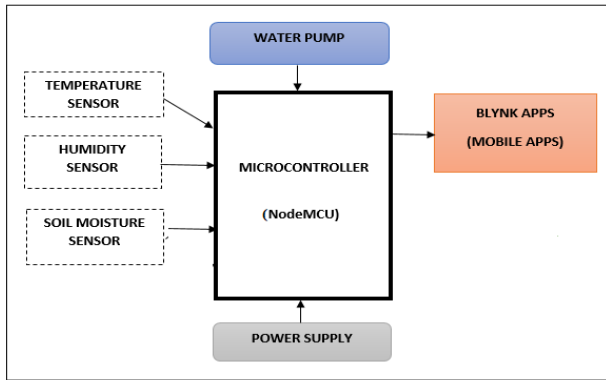 WATER PUMP
TEMPERATURE
SENSOR
HUMIDITY
SENSOR
SOIL MOISTURE
SENSOR
MICROCONTROLLER
(NodeMCU)
BLYNK APPS
(MOBILE APPS)
POWER SUPPLY